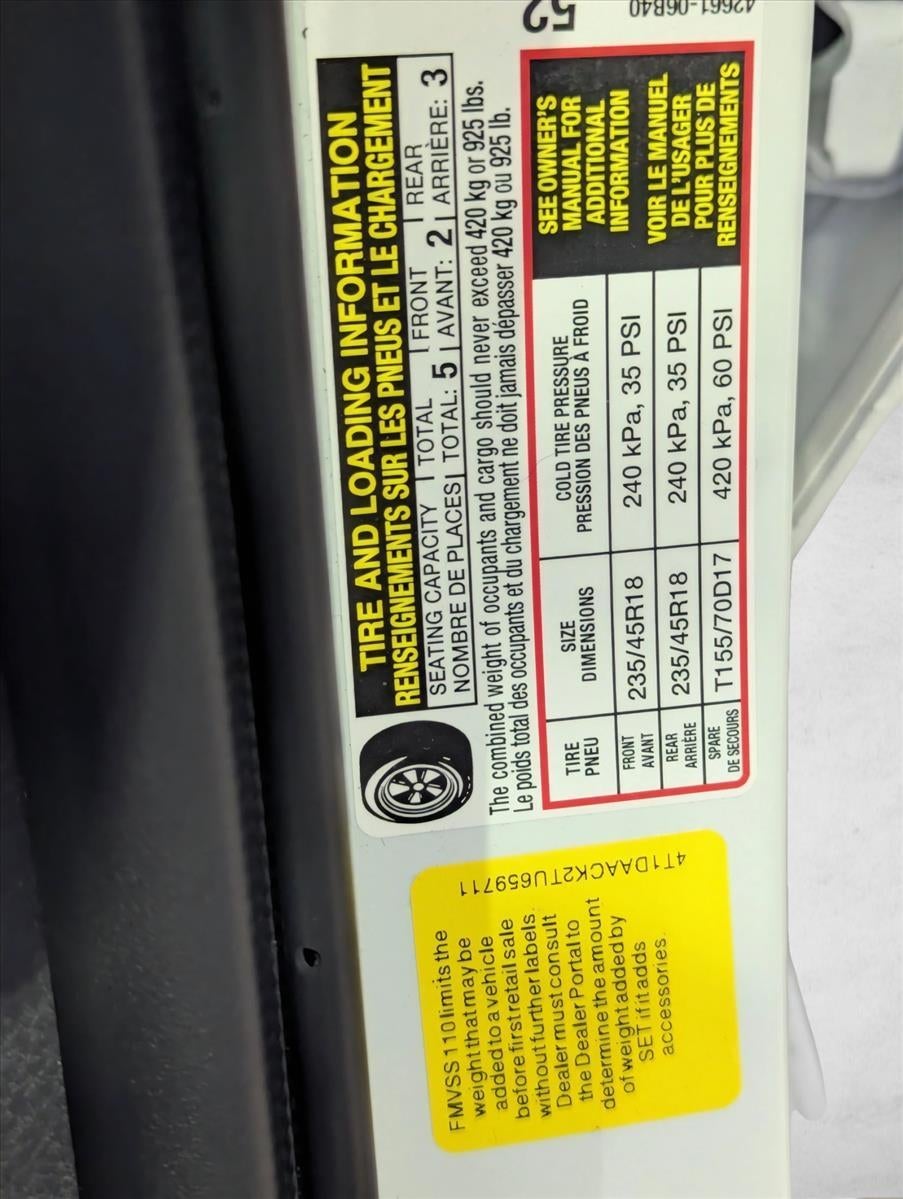 52
42661-06B40
TIRE AND LOADING INFORMATION
RENSEIGNEMENTS SUR LES PNEUS ET LE CHARGEMENT
SEATING CAPACITY | TOTAL | FRONT | REAR
NOMBRE DE PLACES | TOTAL: 5 | AVANT: 2 | ARRIÈRE: 3
The combined weight of occupants and cargo should never exceed 420 kg or 925 lbs.
Le poids total des occupants et du chargement ne doit jamais dépasser 420 kg ou 925 lb.
TIRE SIZE COLD TIRE PRESSURE
PNEU DIMENSIONS PRESSION DES PNEUS À FROID
FRONT
AVANT 235/45R18 240 kPa, 35 PSI
REAR
ARRIÈRE 235/45R18 240 kPa, 35 PSI
SPARE
DE SECOURS T155/70D17 420 kPa, 60 PSI
SEE OWNER'S
MANUAL FOR
ADDITIONAL
INFORMATION
VOIR LE MANUEL
DE L'USAGER
POUR PLUS DE
RENSEIGNEMENTS
FMVSS 110 limits the
weight that may be
added to a vehicle
before first retail sale
without further labels.
Dealer must consult
the Dealer Portal to
determine the amount
of weight added by
SET if it adds
accessories.
4T1DAACK2TU659711